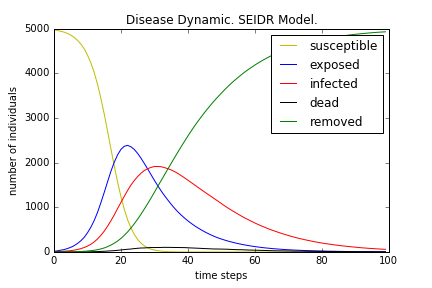 Disease Dynamic. SEIDR Model.
number of individuals
5000
4000
3000
2000
1000
0
susceptible
exposed
infected
dead
removed
0 20 40 60 80 100
time steps